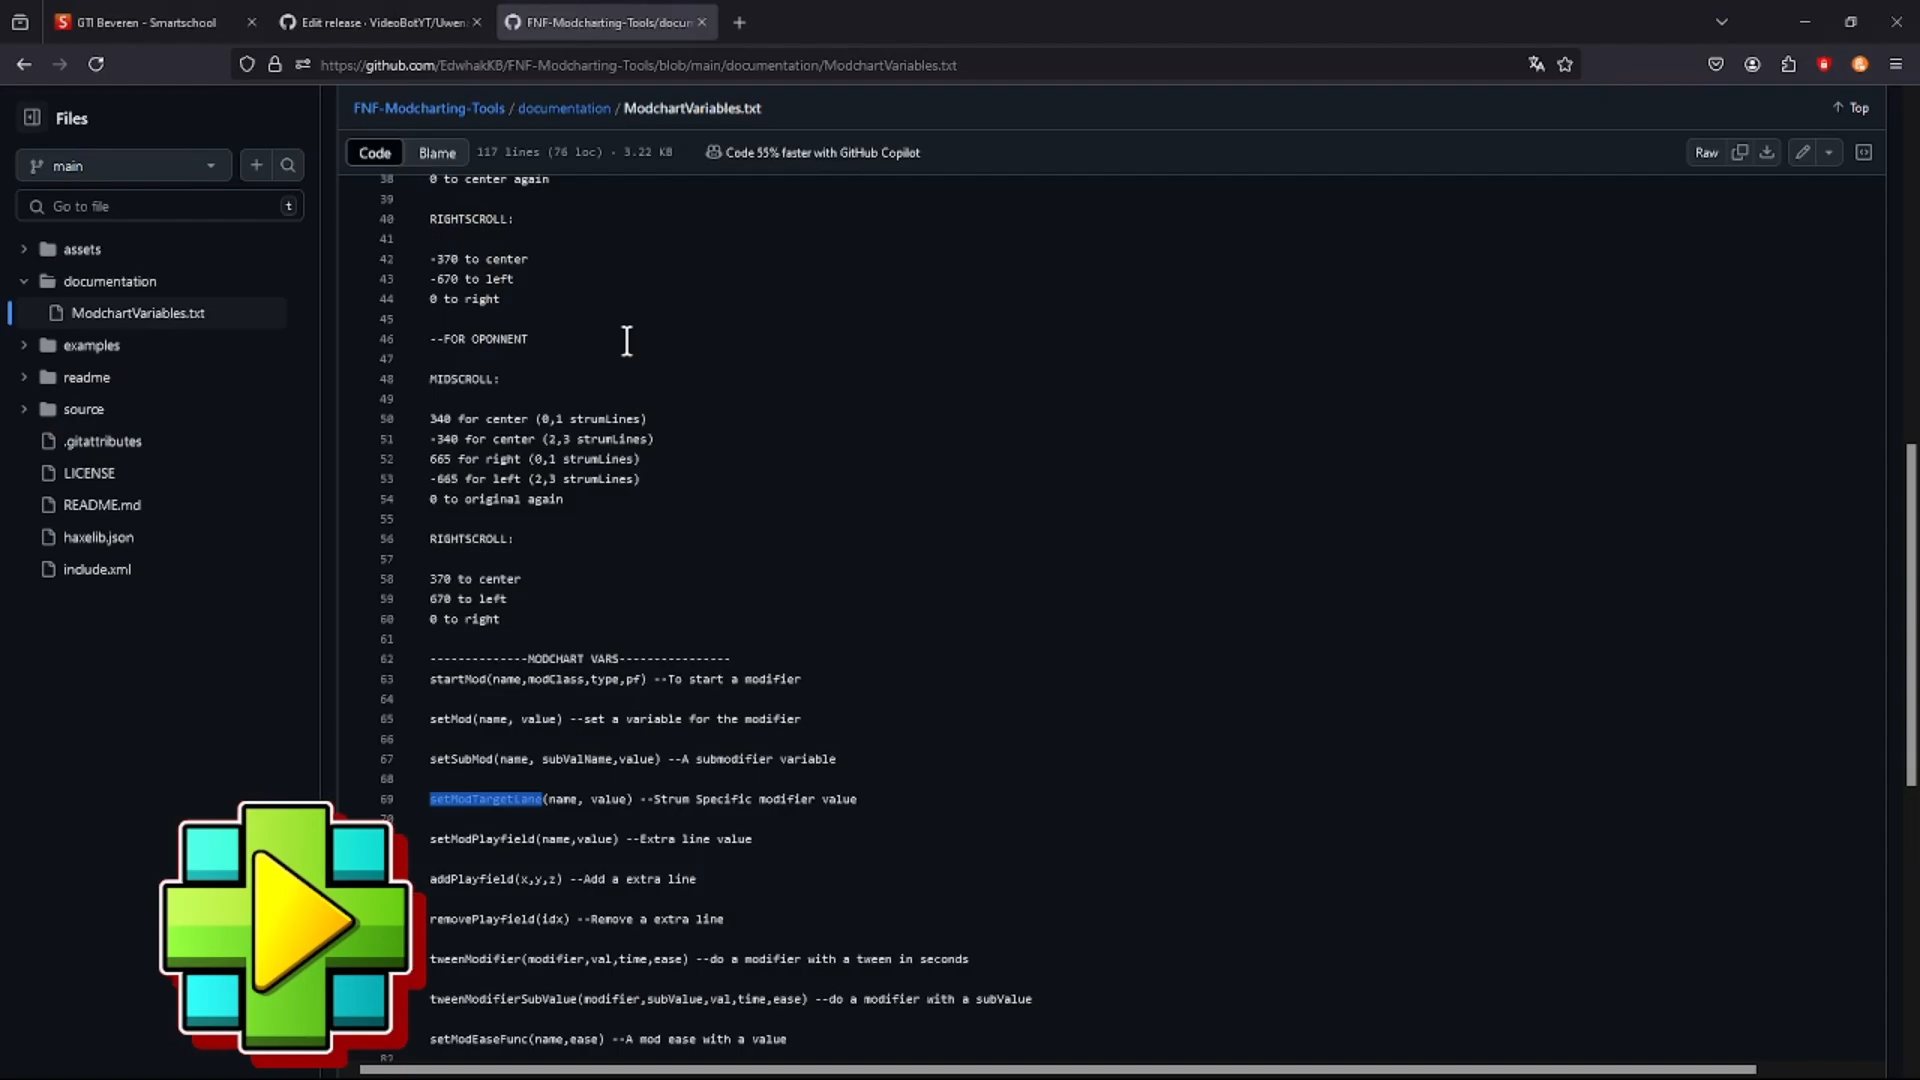 GTI Beveren - Smartschool
Edit release · VideoBotYT/Uwen
FNF-Modcharting-Tools/docur
https://github.com/EdwhakKB/FNF-Modcharting-Tools/blob/main/documentation/ModchartVariables.txt
Files
FNF-Modcharting-Tools / documentation / ModchartVariables.txt
Top
main
Code
Blame
117 lines (76 loc) · 3.22 KB
Code 55% faster with GitHub Copilot
Raw
Go to file
t
assets
documentation
ModchartVariables.txt
examples
readme
source
.gitattributes
LICENSE
README.md
haxelib.json
include.xml
38 0 to center again
39
40 RIGHTSCROLL:
41
42 -370 to center
43 -670 to left
44 0 to right
45
46 --FOR OPONNENT
47
48 MIDSCROLL:
49
50 340 for center (0,1 strumLines)
51 -340 for center (2,3 strumLines)
52 665 for right (0,1 strumLines)
53 -665 for left (2,3 strumLines)
54 0 to original again
55
56 RIGHTSCROLL:
57
58 370 to center
59 670 to left
60 0 to right
61
62 --------------MODCHART VARS----------------
63 startMod(name,modClass,type,pf) --To start a modifier
64
65 setMod(name, value) --set a variable for the modifier
66
67 setSubMod(name, subValName,value) --A submodifier variable
68
69 setModTargetLane(name, value) --Strum Specific modifier value
70
setModPlayfield(name,value) --Extra line value
addPlayfield(x,y,z) --Add a extra line
removePlayfield(idx) --Remove a extra line
tweenModifier(modifier,val,time,ease) --do a modifier with a tween in seconds
tweenModifierSubValue(modifier,subValue,val,time,ease) --do a modifier with a subValue
setModEaseFunc(name,ease) --A mod ease with a value
82